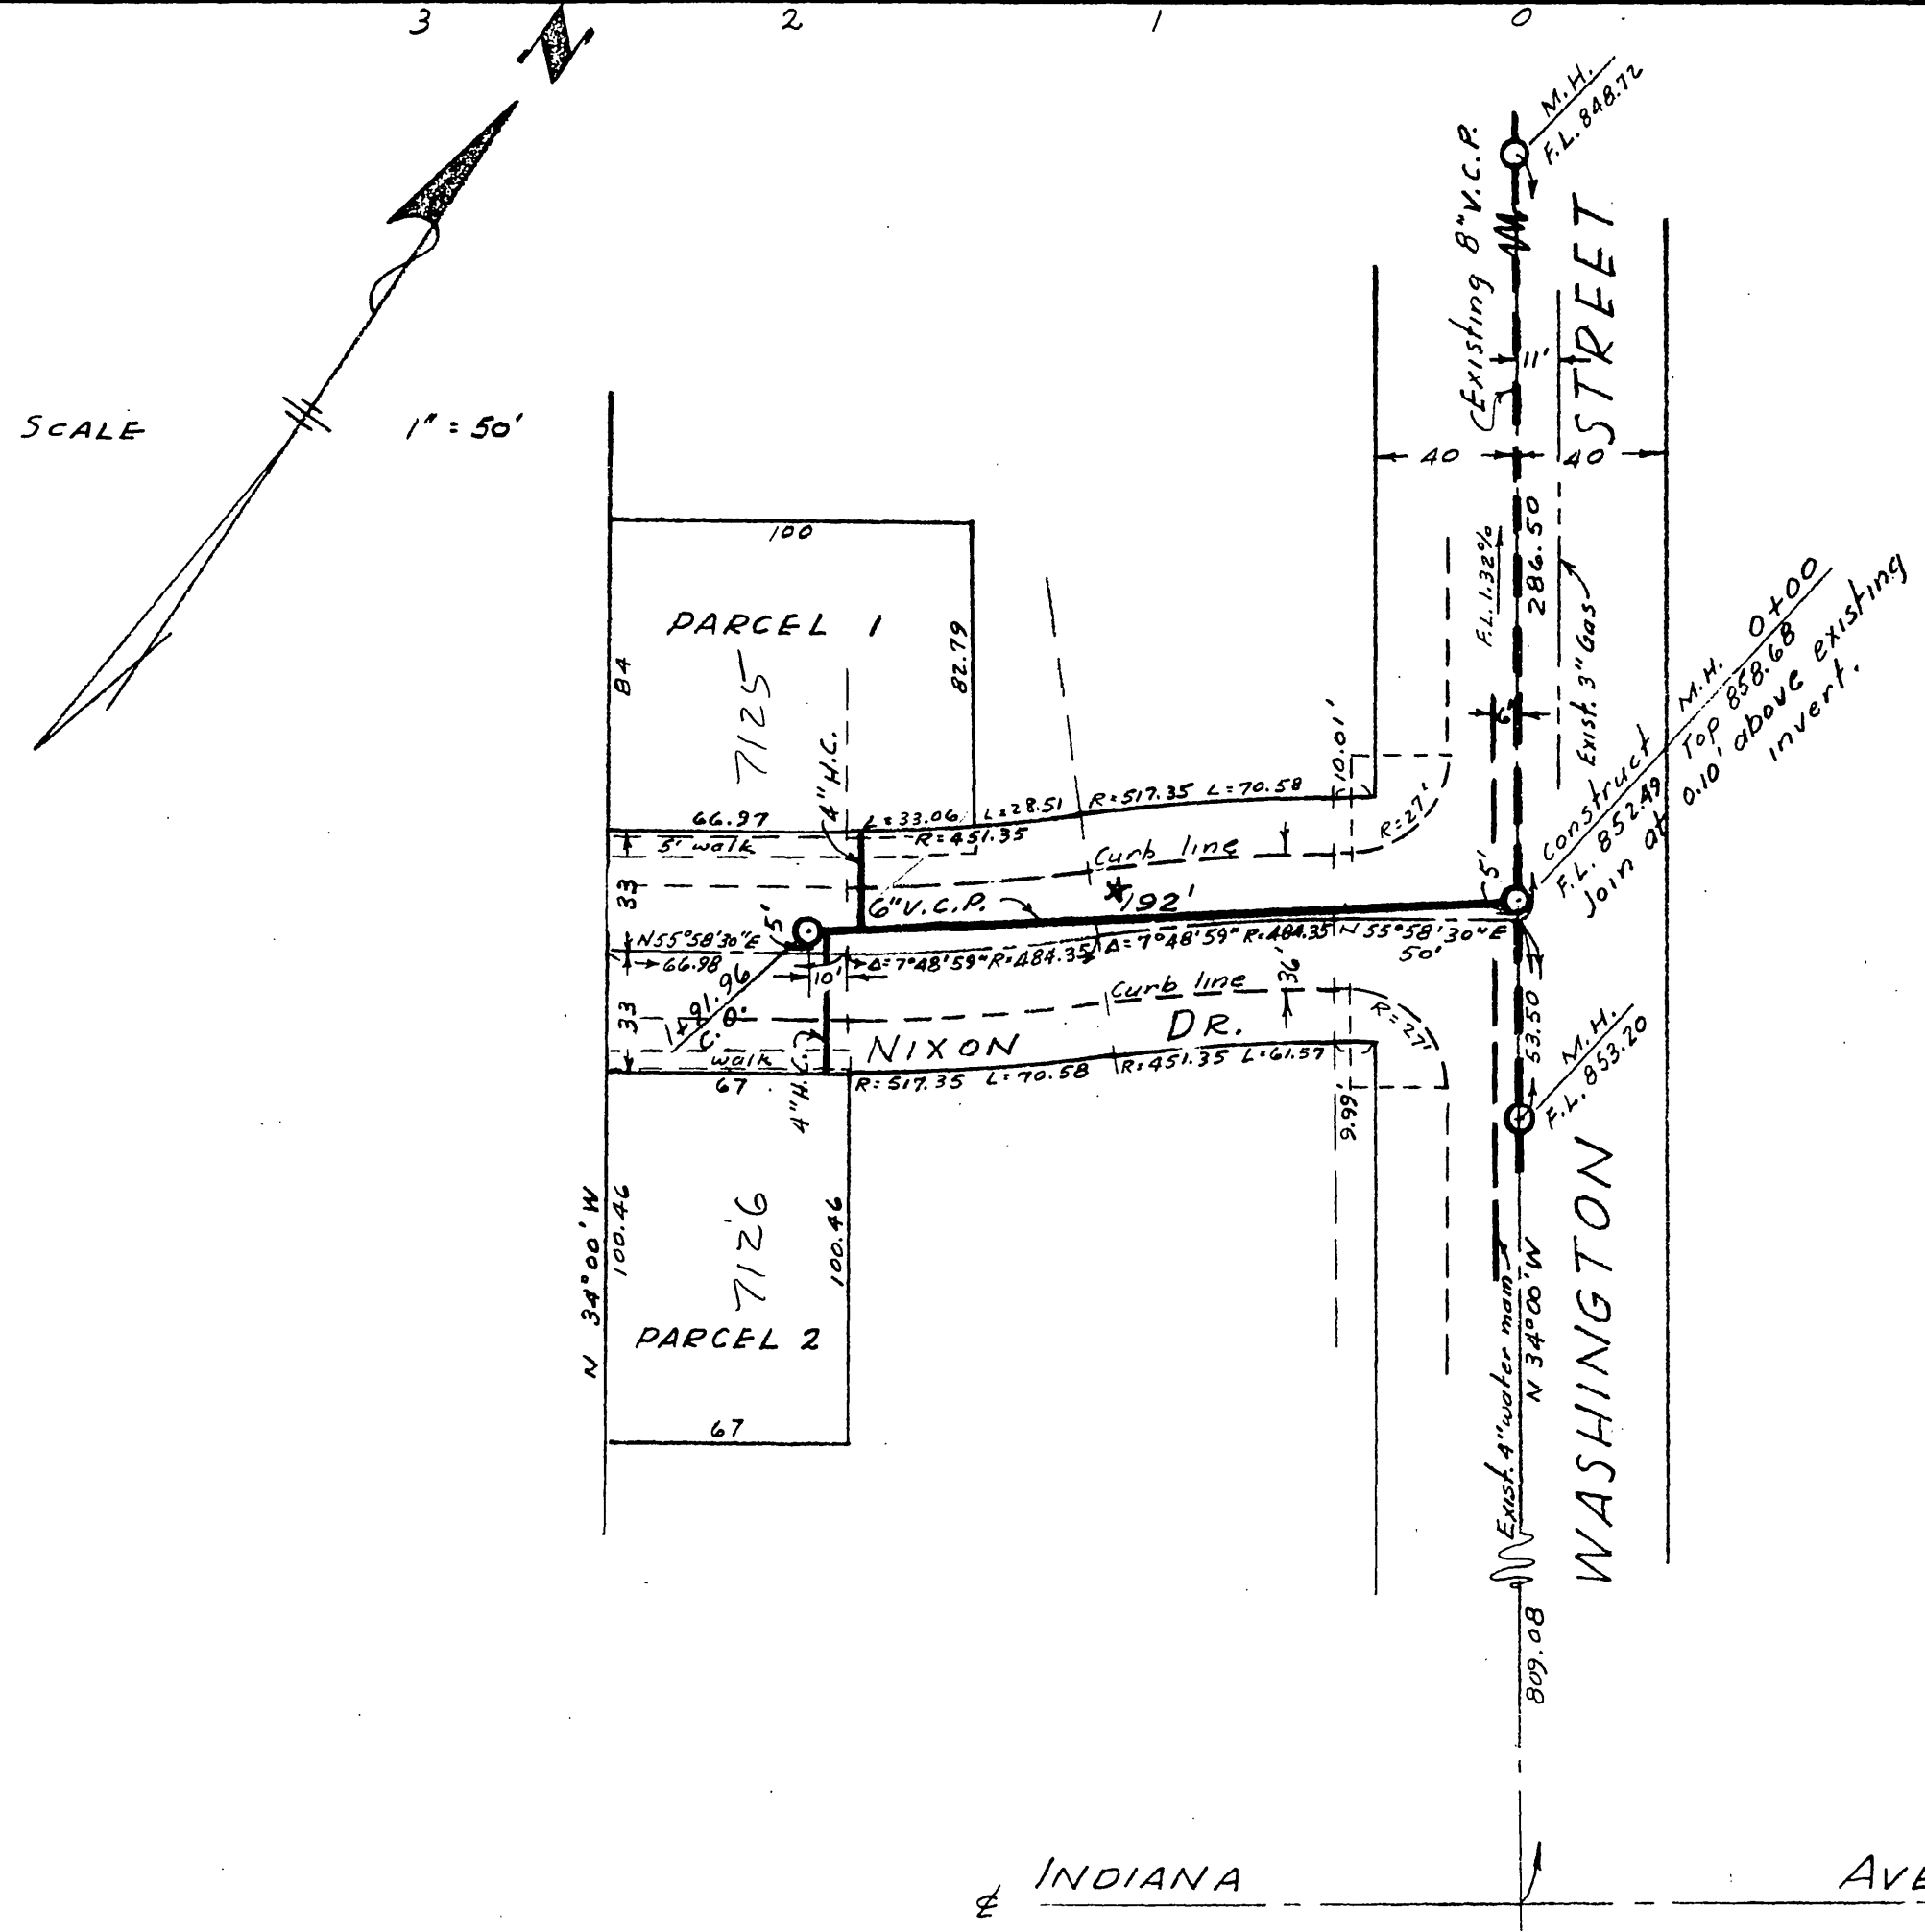 3 2 1 0
N
SCALE 1" = 50'
M.H.
F.L. 848.72
Existing 8" V.C.P.
STREET
11'
40 40
286.50
F.L. 1.32%
Exist. 3" Gas
6'
Construct M.H. 0+00
F.L. 852.49 TOP 858.68
Join at 0.10' above existing
invert.
100
PARCEL 1
7125
84
82.79
4" H.C.
66.97
5' walk
L=33.06 L=28.51
R=451.35
R=517.35 L=70.58
10.01'
R=27'
Curb line
5'
33
6" V.C.P.
*192'
5'
N55°58'30"E
66.98
10'
Δ=7°48'59" R=484.35
Δ=7°48'59" R=484.35
N 55°58'30"E
50'
1+91.96
C.O.
33
36'
Curb line
R=27'
NIXON DR.
walk
67
4" H.C.
R=517.35 L=70.58
R=451.35 L=61.57
9.99'
53.50
M.H.
F.L. 853.20
N 34°00'W
100.46
7126
100.46
PARCEL 2
67
Exist. 4" water main
N 34°00'W
WASHINGTON
809.08
₵ INDIANA AVE